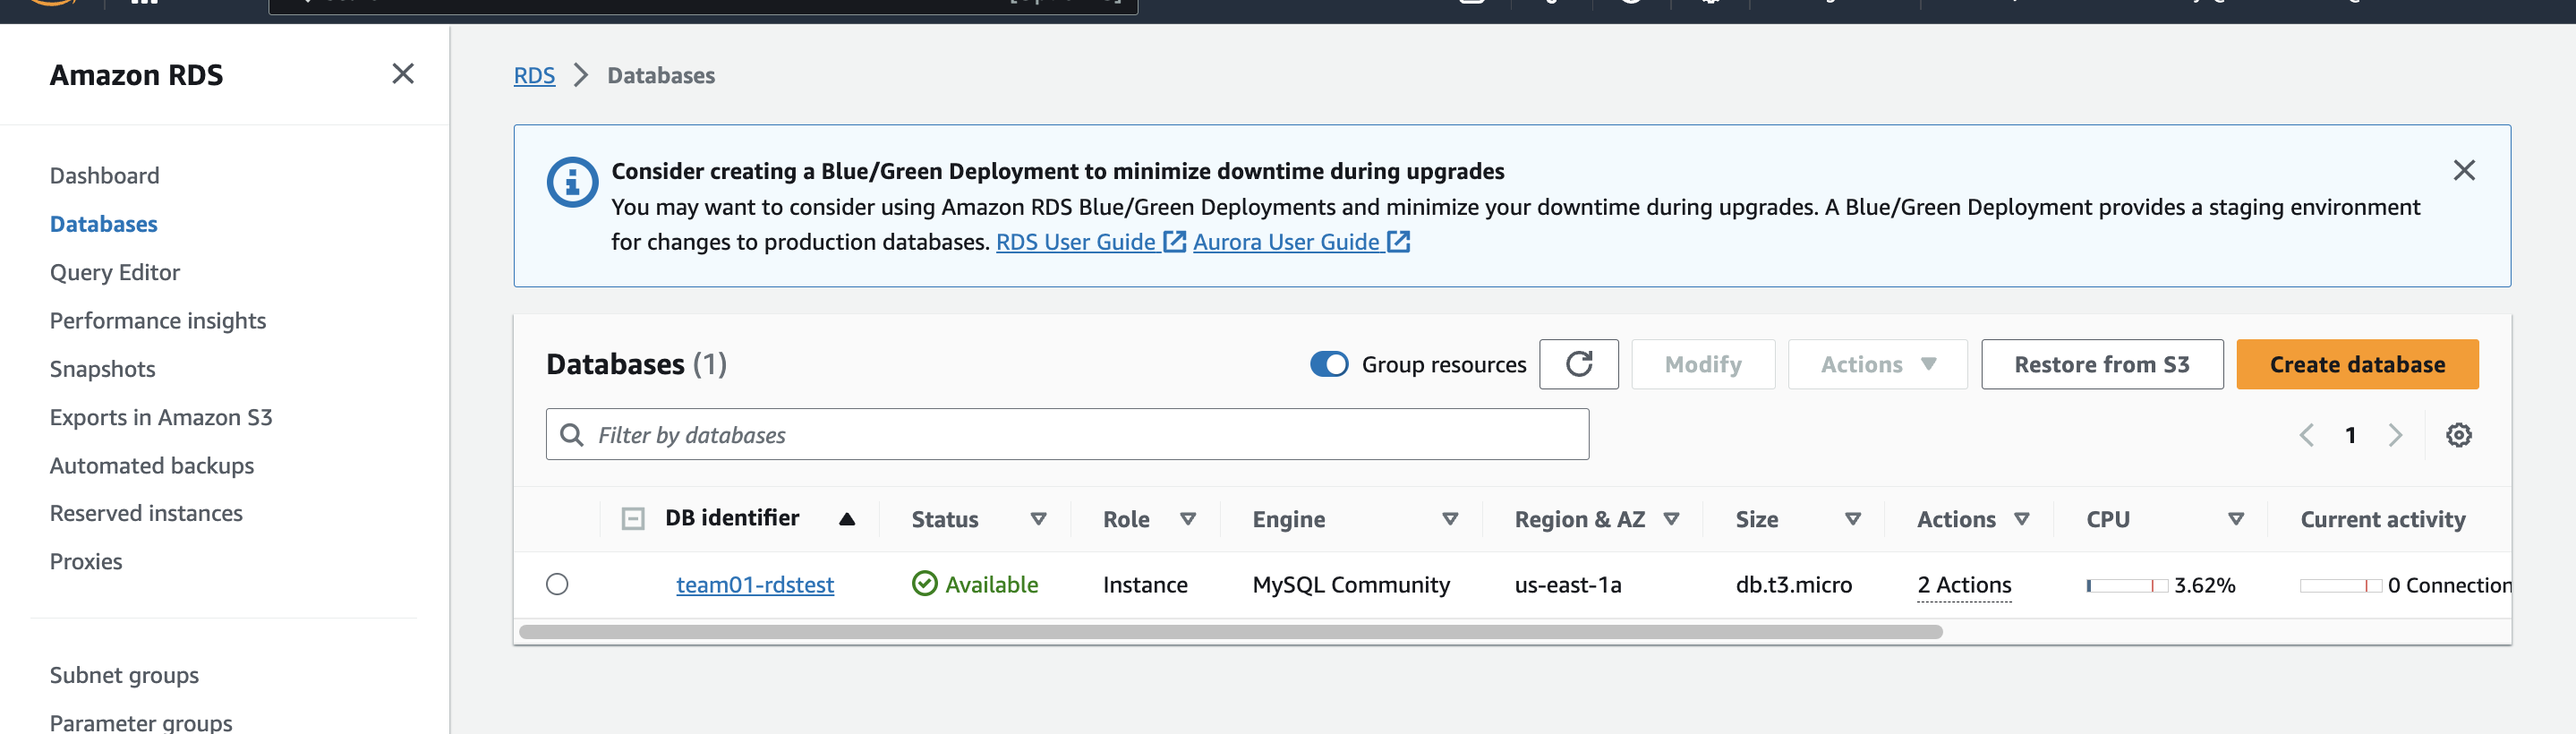 Amazon RDS
Dashboard
Databases
Query Editor
Performance insights
Snapshots
Exports in Amazon S3
Automated backups
Reserved instances
Proxies
Subnet groups
Parameter groups
RDS > Databases
Consider creating a Blue/Green Deployment to minimize downtime during upgrades
You may want to consider using Amazon RDS Blue/Green Deployments and minimize your downtime during upgrades. A Blue/Green Deployment provides a staging environment
for changes to production databases. RDS User Guide Aurora User Guide
Databases (1) Group resources Modify Actions Restore from S3 Create database
Filter by databases 1
DB identifier Status Role Engine Region & AZ Size Actions CPU Current activity
team01-rdstest Available Instance MySQL Community us-east-1a db.t3.micro 2 Actions 3.62% 0 Connection